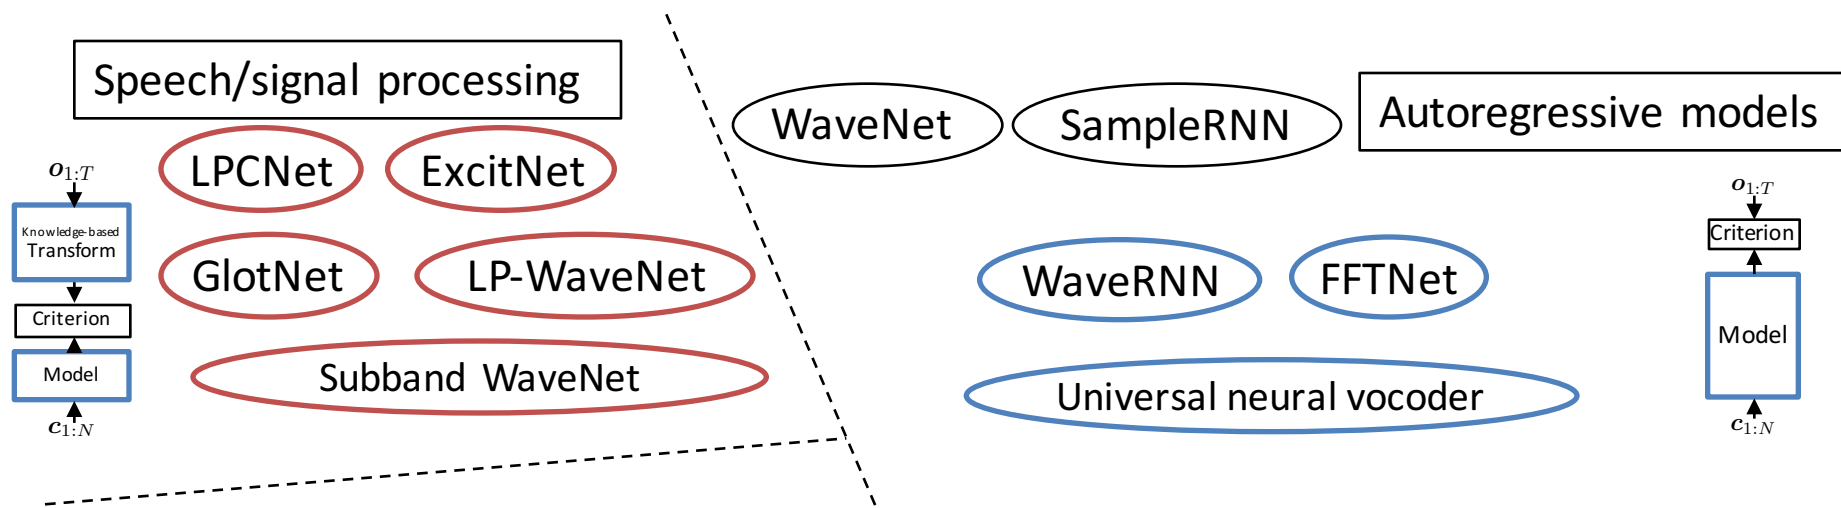 Speech/signal processing
WaveNet
SampleRNN
Autoregressive models
LPCNet
ExcitNet
o1:T
Knowledge-based
Transform
Criterion
Model
c1:N
GlotNet
LP-WaveNet
Subband WaveNet
WaveRNN
FFTNet
Universal neural vocoder
o1:T
Criterion
Model
c1:N